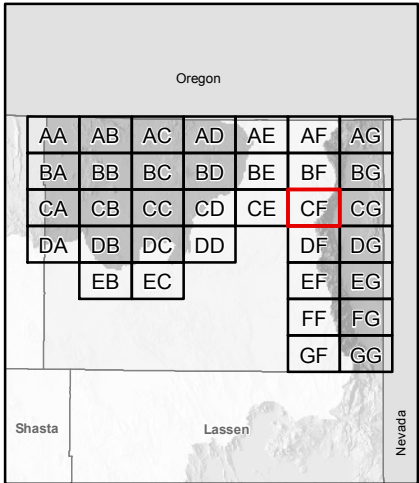 Oregon
AA AB AC AD AE AF AG
BA BB BC BD BE BF BG
CA CB CC CD CE CF CG
DA DB DC DD DF DG
EB EC EF EG
FF FG
GF GG
Shasta
Lassen
Nevada